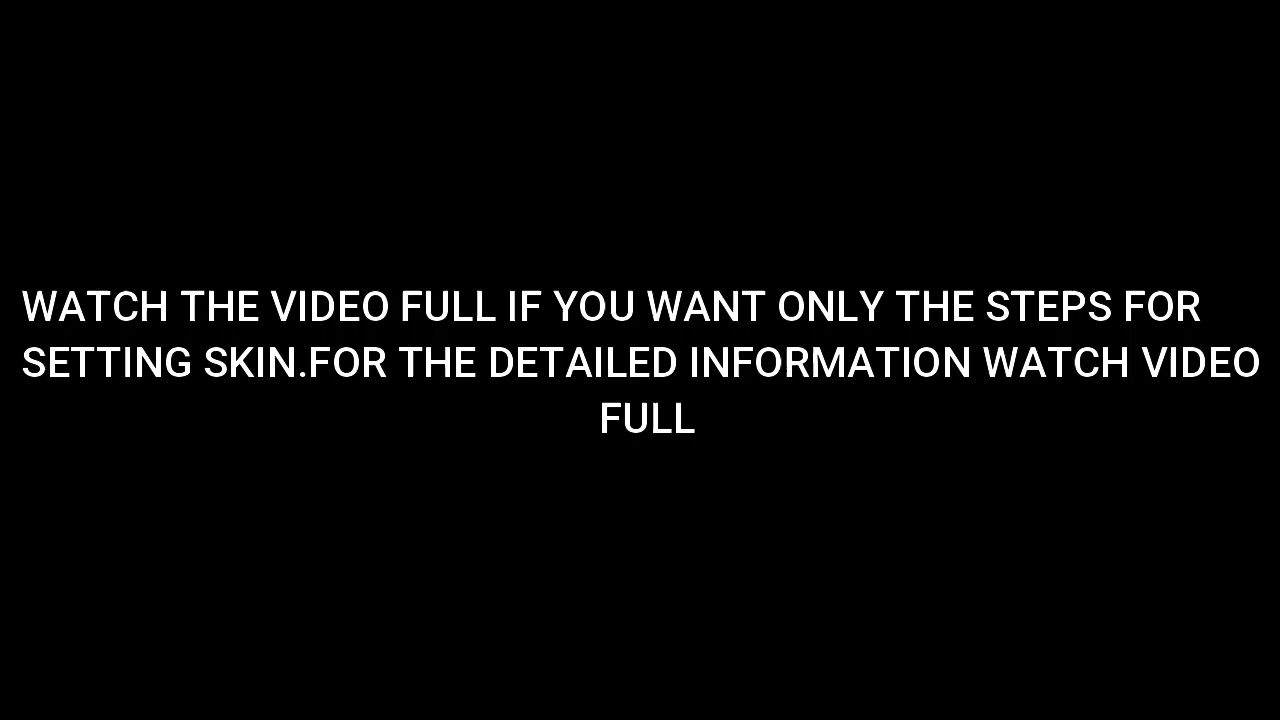 WATCH THE VIDEO FULL IF YOU WANT ONLY THE STEPS FOR
SETTING SKIN.FOR THE DETAILED INFORMATION WATCH VIDEO
FULL